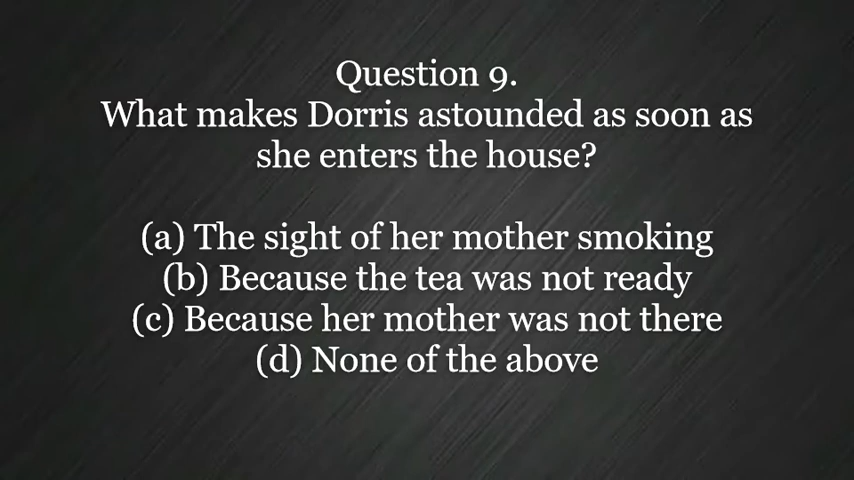 Question 9.
What makes Dorris astounded as soon as
she enters the house?
(a) The sight of her mother smoking
(b) Because the tea was not ready
(c) Because her mother was not there
(d) None of the above